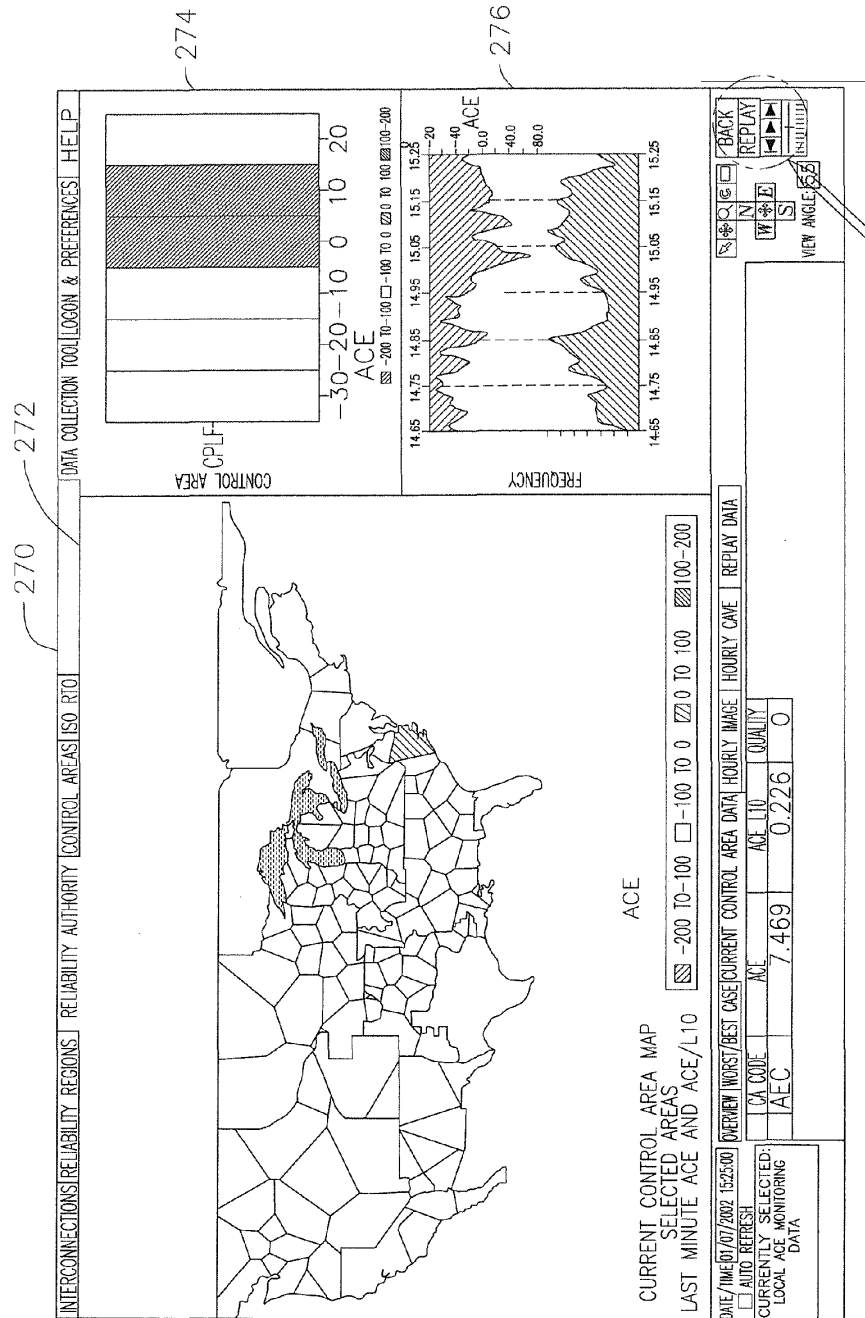 270
272
INTERCONNECTIONS RELIABILITY REGIONS RELIABILITY AUTHORITY CONTROL AREAS ISO RTO DATA COLLECTION TOOL LOGON & PREFERENCES HELP
274
CONTROL AREA
CPLF
-30 -20 -10 0 10 20
ACE
-200 TO-100 -100 TO 0 0 TO 100 100-200
276
FREQUENCY
14.65 14.75 14.85 14.95 15.05 15.15 15.25
-20
-40
0.0
40.0
-80.0
ACE
14.65 14.75 14.85 14.95 15.05 15.15 15.25
CURRENT CONTROL AREA MAP
SELECTED AREAS
LAST MINUTE ACE AND ACE/L10
ACE
-200 TO-100 -100 TO 0 0 TO 100 100-200
DATE/TIME 01/07/2002 15:25:00
AUTO REFRESH
CURRENTLY SELECTED:
LOCAL ACE MONITORING
DATA
OVERVIEW WORST/BEST CASE CURRENT CONTROL AREA DATA HOURLY IMAGE HOURLY CAVE REPLAY DATA
CA CODE ACE ACE_L10 QUALITY
AEC 7.469 0.226 0
N
W E
S
VIEW ANGLE: 55
BACK
REPLAY